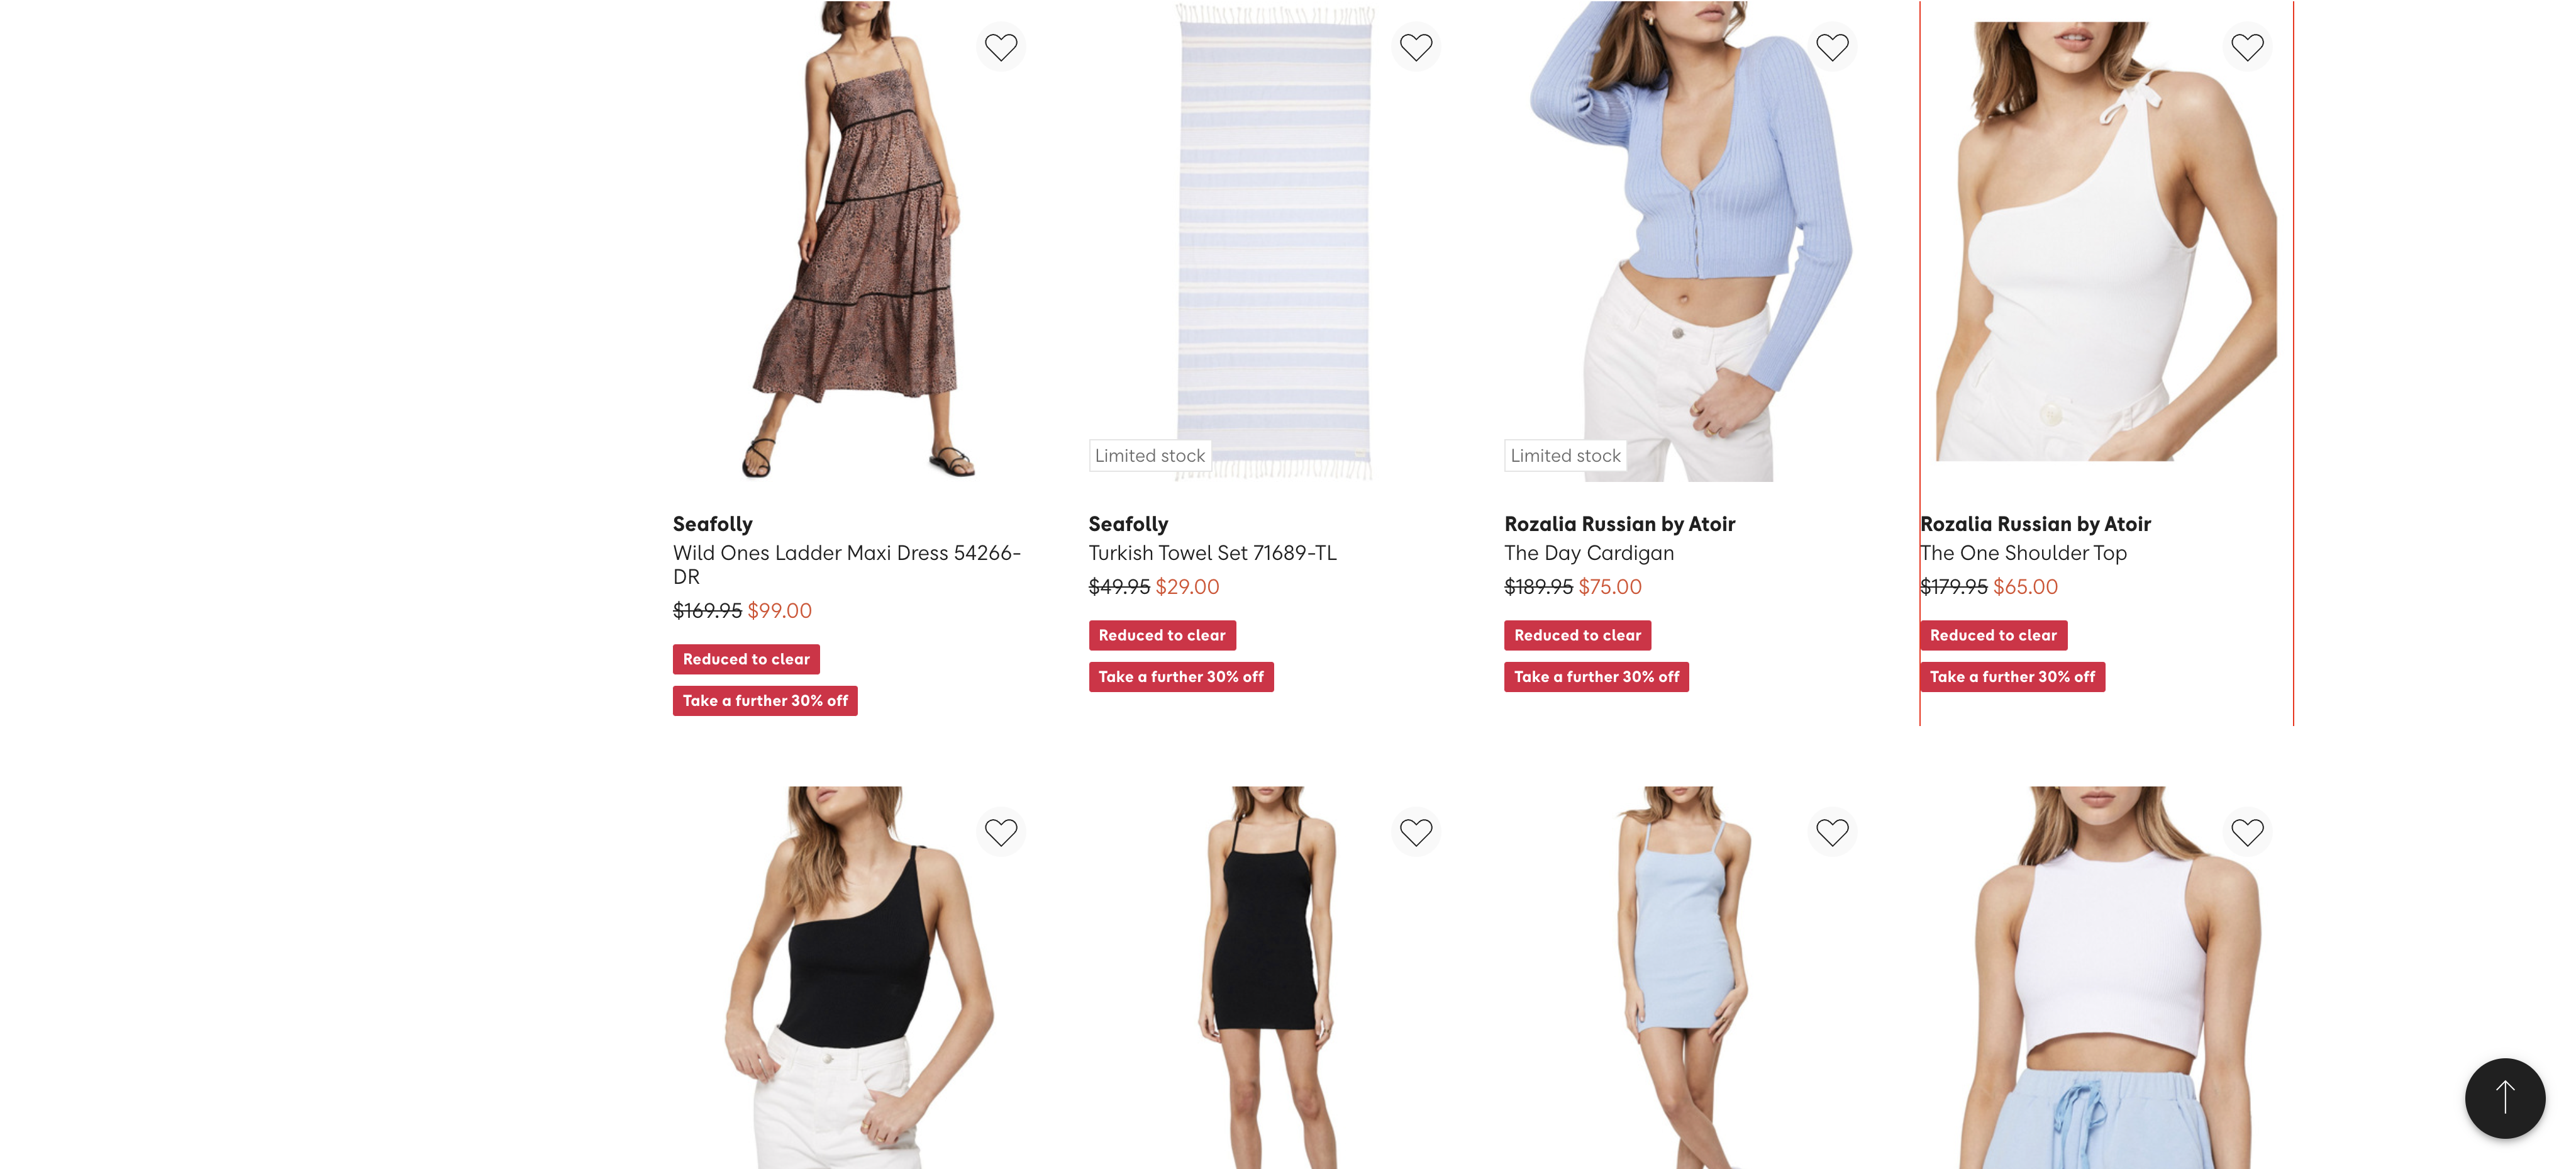 Limited stock
Limited stock
Seafolly
Wild Ones Ladder Maxi Dress 54266-
DR
$169.95 $99.00
Reduced to clear
Take a further 30% off
Seafolly
Turkish Towel Set 71689-TL
$49.95 $29.00
Reduced to clear
Take a further 30% off
Rozalia Russian by Atoir
The Day Cardigan
$189.95 $75.00
Reduced to clear
Take a further 30% off
Rozalia Russian by Atoir
The One Shoulder Top
$179.95 $65.00
Reduced to clear
Take a further 30% off